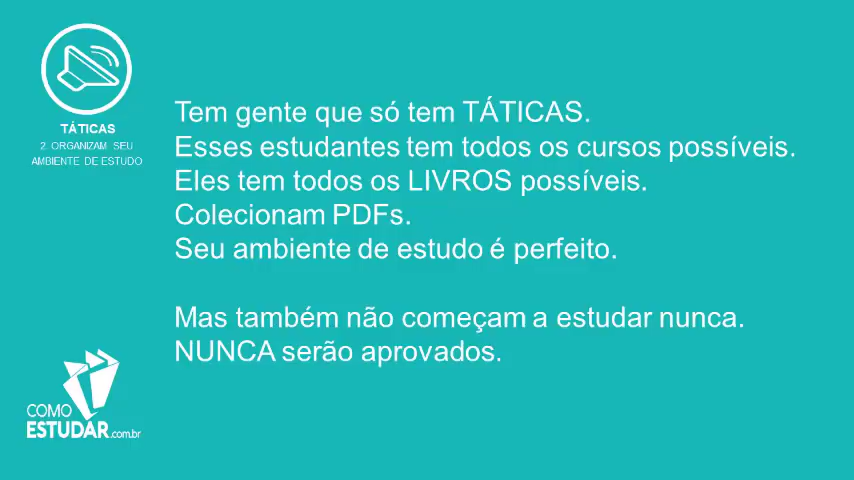 TÁTICAS
2. ORGANIZAM SEU
AMBIENTE DE ESTUDO
Tem gente que só tem TÁTICAS.
Esses estudantes tem todos os cursos possíveis.
Eles tem todos os LIVROS possíveis.
Colecionam PDFs.
Seu ambiente de estudo é perfeito.
Mas também não começam a estudar nunca.
NUNCA serão aprovados.
COMO
ESTUDAR.com.br